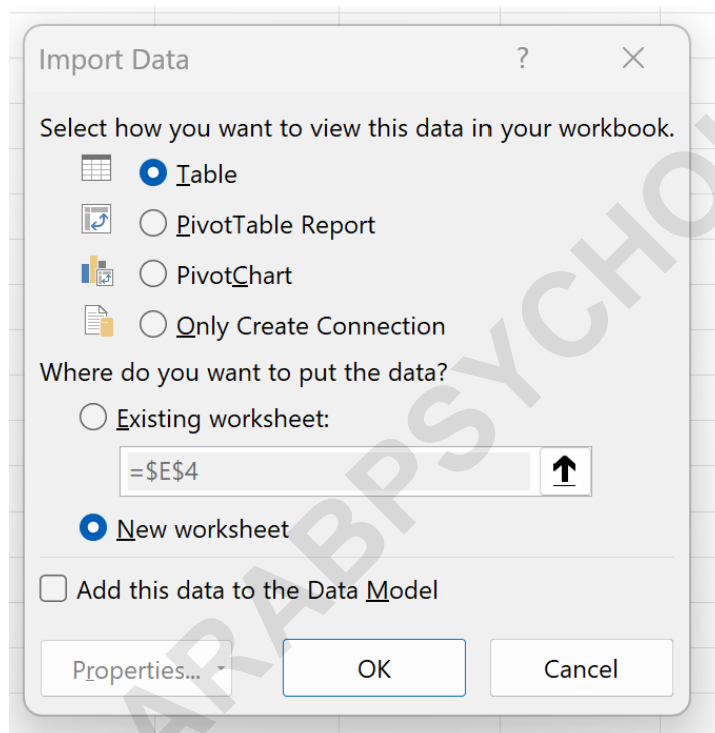 Import Data ?
Select how you want to view this data in your workbook.
Table
PivotTable Report
PivotChart
Only Create Connection
Where do you want to put the data?
Existing worksheet:
=$E$4
New worksheet
Add this data to the Data Model
Properties... OK Cancel
ARABPSYCHO